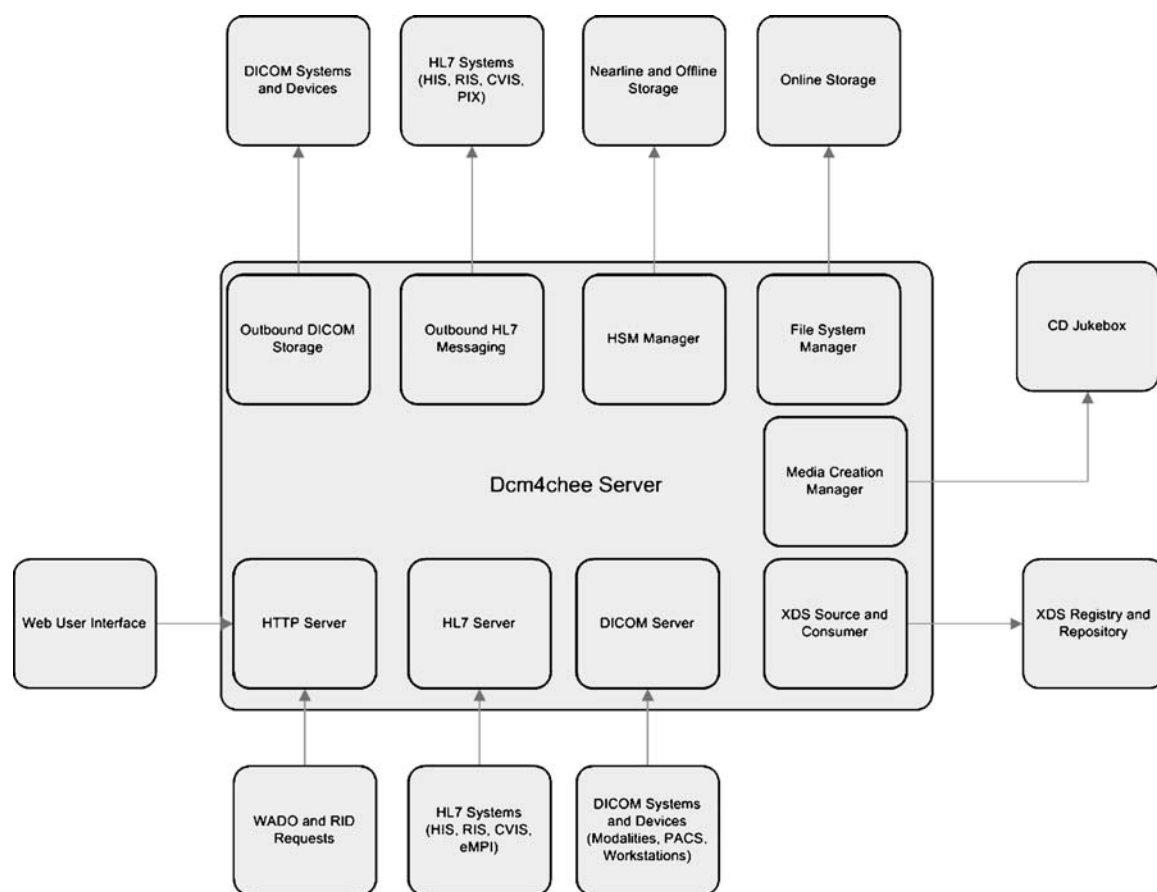 DICOM Systems
and Devices
HL7 Systems
(HIS, RIS, CVIS,
PIX)
Nearline and Offline
Storage
Online Storage
Outbound DICOM
Storage
Outbound HL7
Messaging
HSM Manager
File System
Manager
CD Jukebox
Dcm4chee Server
Media Creation
Manager
Web User Interface
HTTP Server
HL7 Server
DICOM Server
XDS Source and
Consumer
XDS Registry and
Repository
WADO and RID
Requests
HL7 Systems
(HIS, RIS, CVIS,
eMPI)
DICOM Systems
and Devices
(Modalities, PACS,
Workstations)